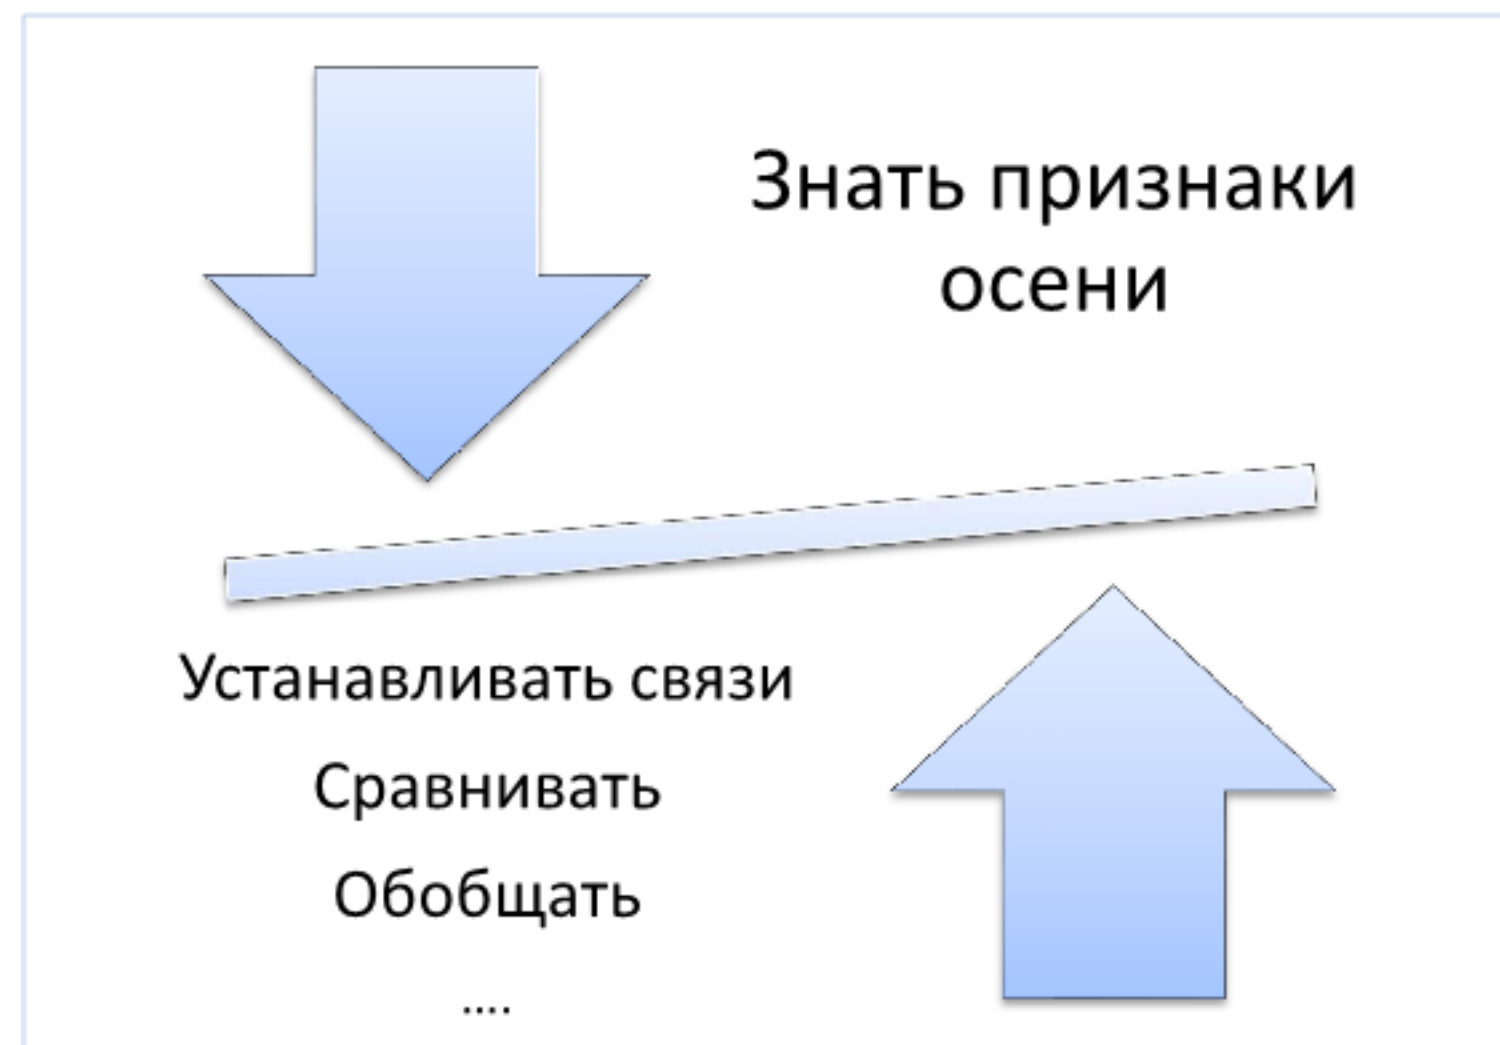 Знать признаки
осени
Устанавливать связи
Сравнивать
Обобщать
....